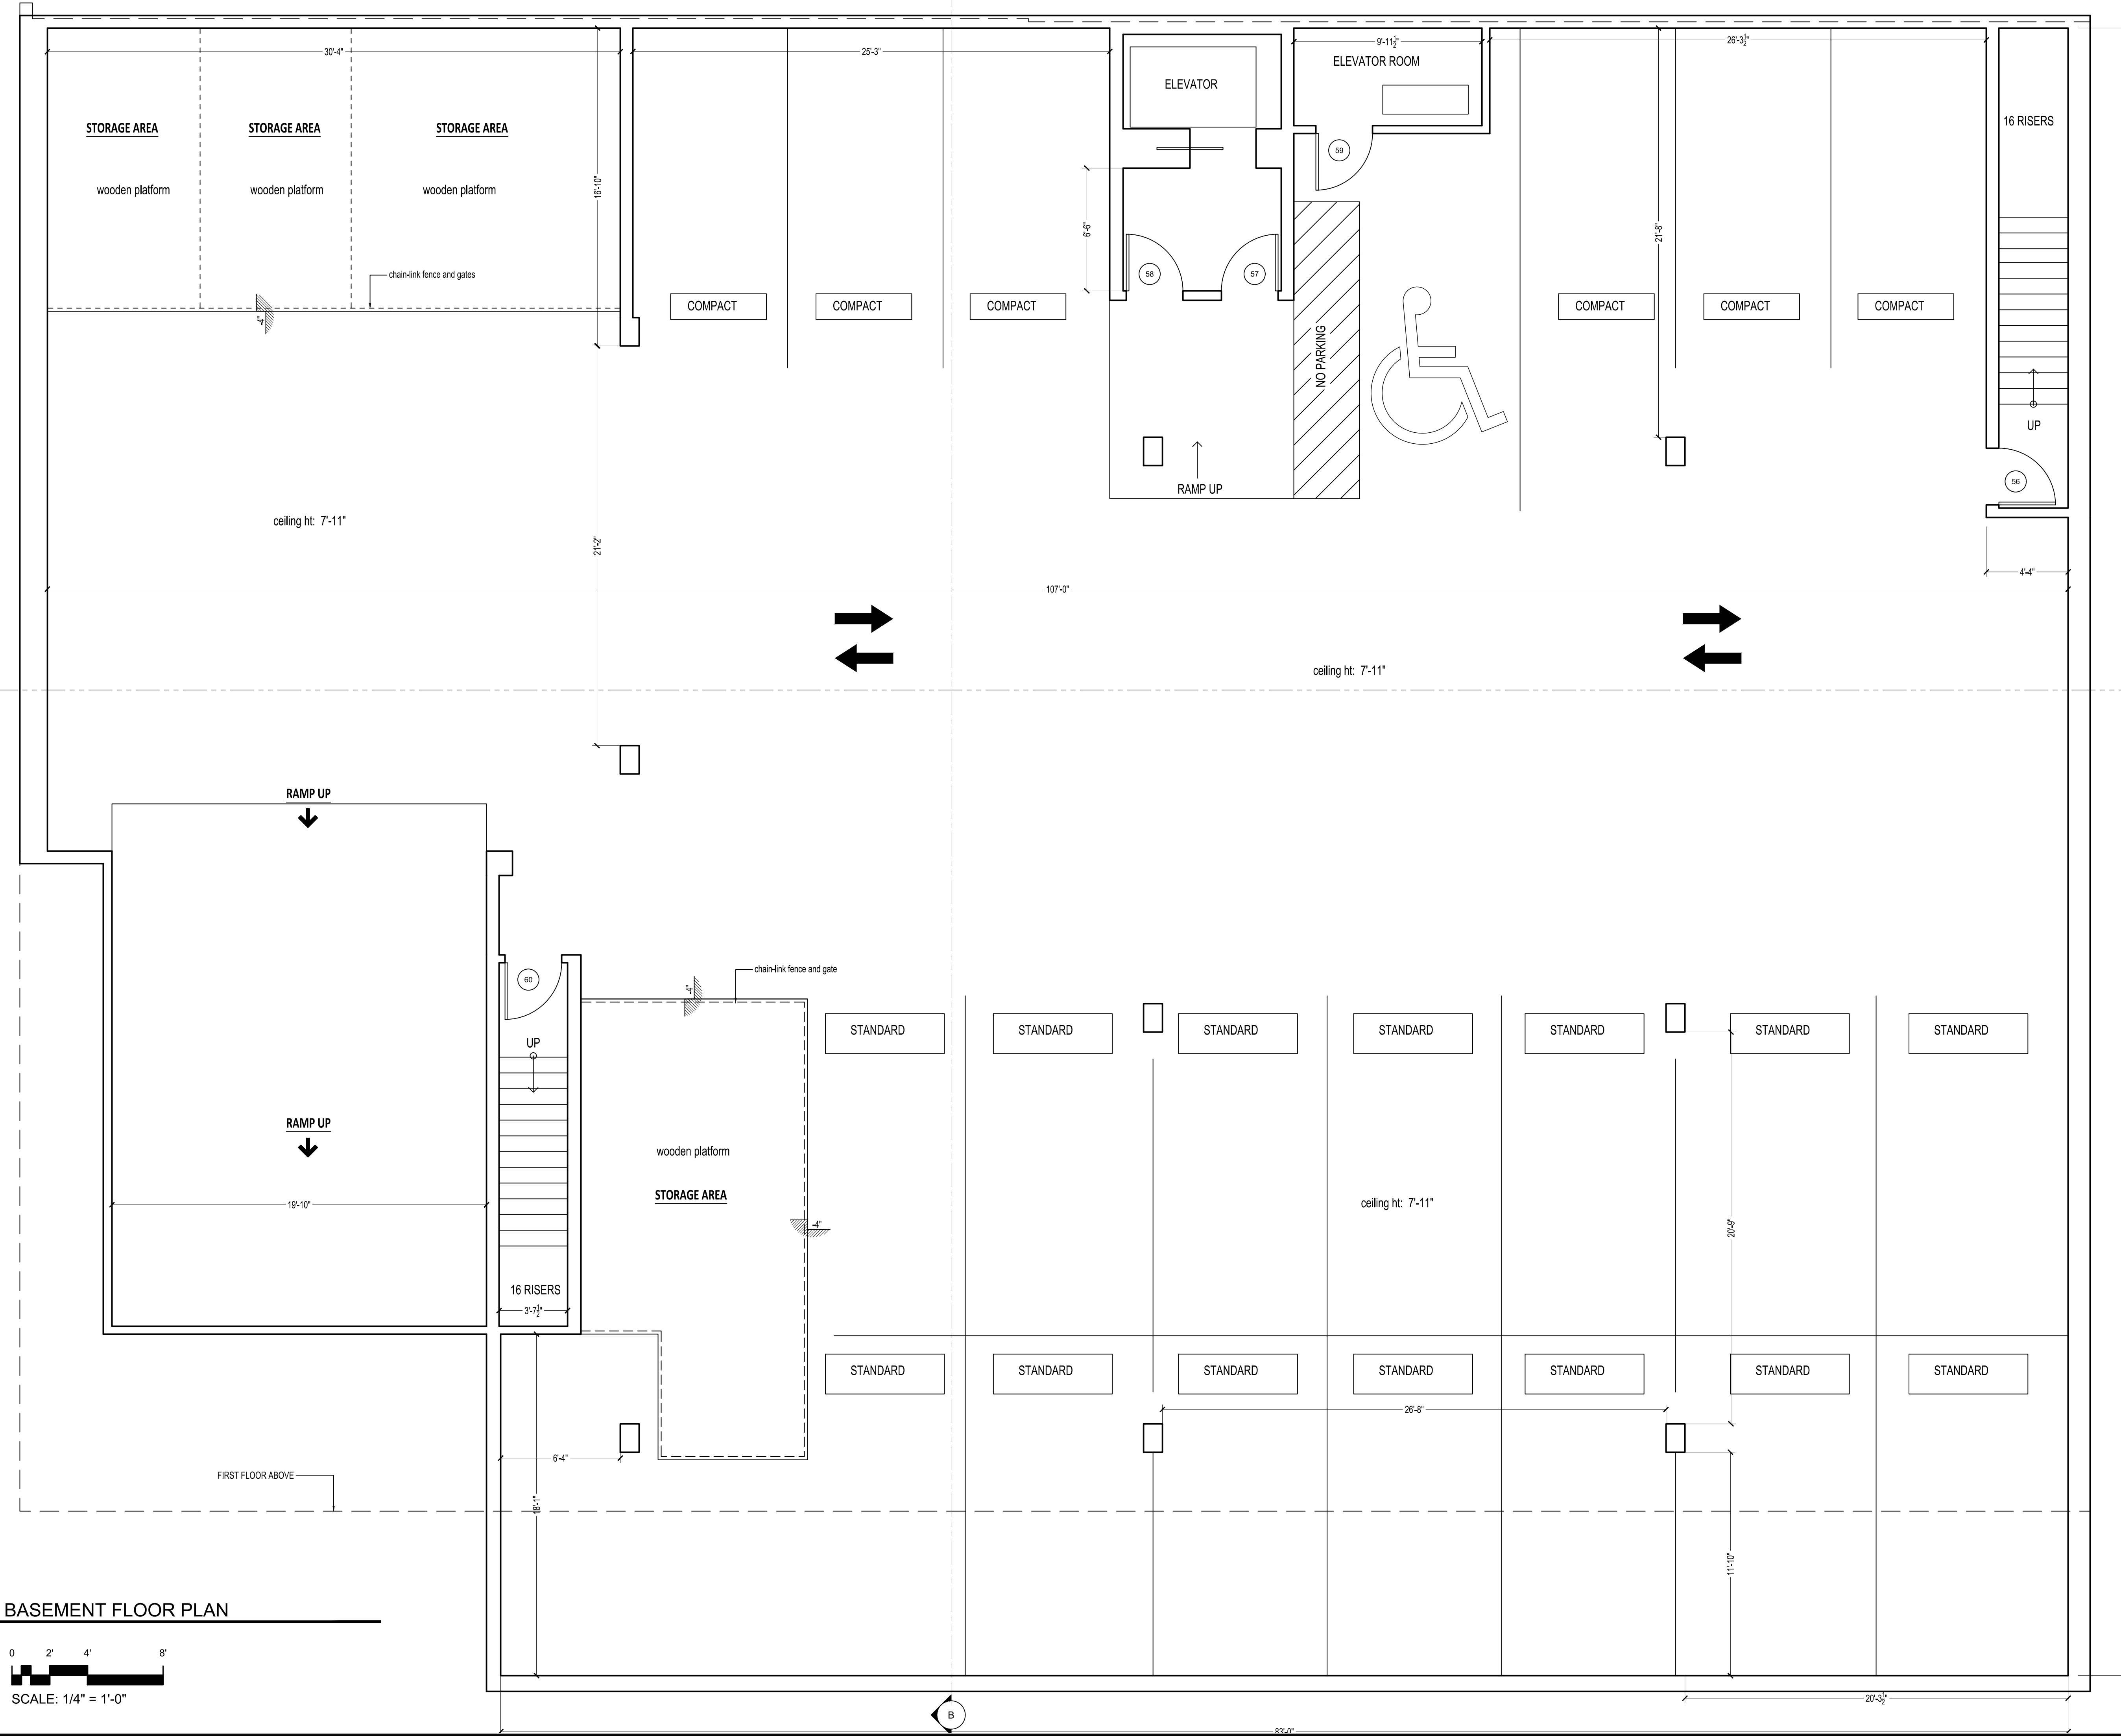 30'-4"
25'-3"
9'-11½"
26'-3½"
ELEVATOR ROOM
ELEVATOR
16 RISERS
STORAGE AREA
STORAGE AREA
STORAGE AREA
59
wooden platform
wooden platform
wooden platform
16'-10"
6'-6"
21'-8"
chain-link fence and gates
58
57
-4"
COMPACT
COMPACT
COMPACT
COMPACT
COMPACT
COMPACT
NO PARKING
UP
56
RAMP UP
ceiling ht: 7'-11"
21'-2"
4'-4"
107'-0"
ceiling ht: 7'-11"
RAMP UP
chain-link fence and gate
60
-4"
UP
STANDARD
STANDARD
STANDARD
STANDARD
STANDARD
STANDARD
STANDARD
RAMP UP
wooden platform
STORAGE AREA
19'-10"
ceiling ht: 7'-11"
-4"
20'-9"
16 RISERS
3'-7½"
STANDARD
STANDARD
STANDARD
STANDARD
STANDARD
STANDARD
STANDARD
26'-8"
6'-4"
FIRST FLOOR ABOVE
18'-1"
11'-10"
BASEMENT FLOOR PLAN
0 2' 4' 8'
SCALE: 1/4" = 1'-0"
20'-3½"
B
83'-0"